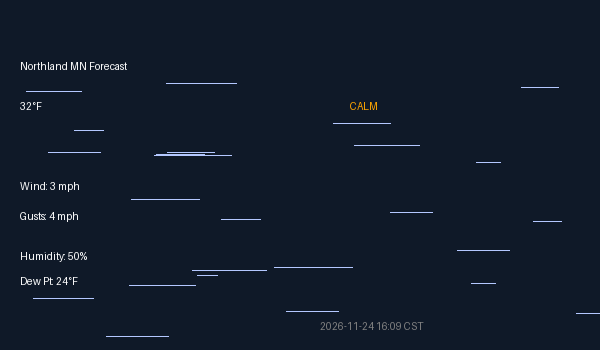 Northland MN Forecast
32°F
CALM
Wind: 3 mph
Gusts: 4 mph
Humidity: 50%
Dew Pt: 24°F
2026-11-24 16:09 CST